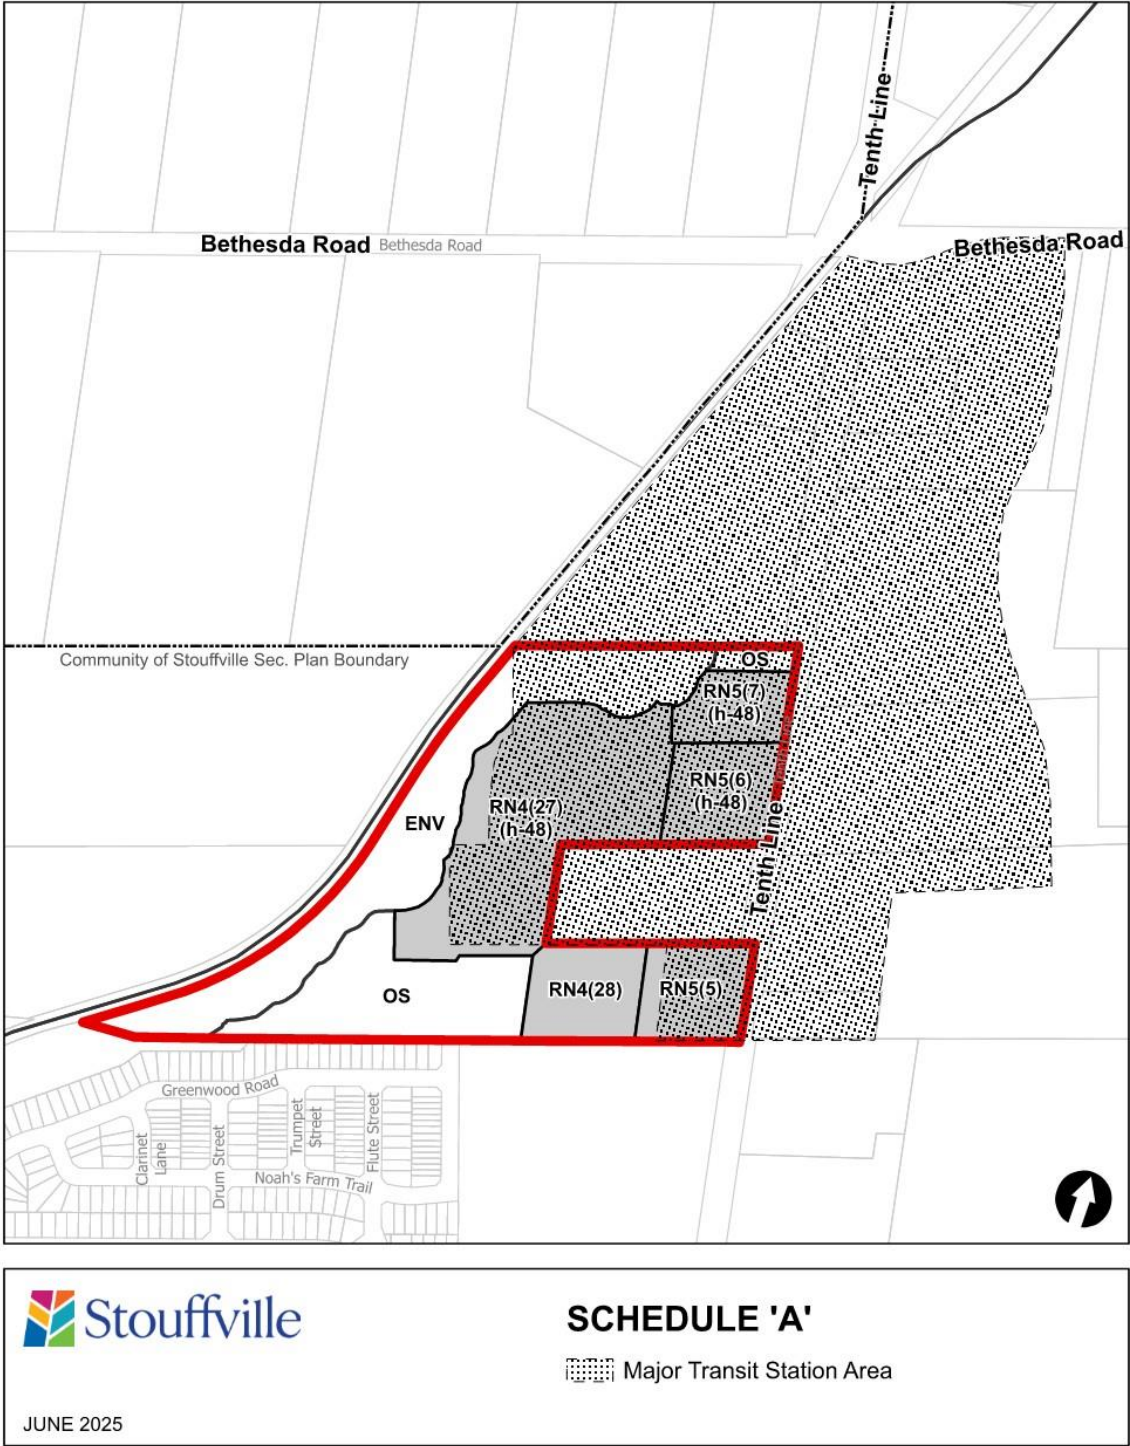 Tenth Line
Bethesda Road
Bethesda Road
Bethesda Road
Community of Stouffville Sec. Plan Boundary
OS
RN5(7)
(h-48)
RN5(6)
(h-48)
RN4(27)
(h-48)
ENV
Tenth Line
OS
RN4(28)
RN5(5)
Greenwood Road
Clarinet
Lane
Drum Street
Trumpet
Street
Flute Street
Noah's Farm Trail
Stouffville
SCHEDULE 'A'
Major Transit Station Area
JUNE 2025